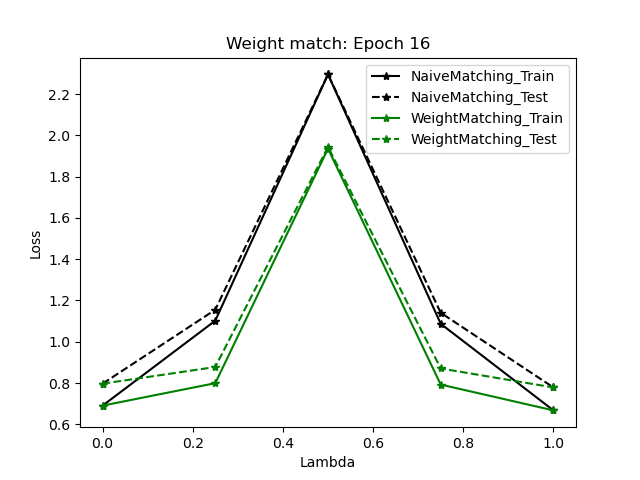 Weight match: Epoch 16
NaiveMatching_Train
NaiveMatching_Test
WeightMatching_Train
WeightMatching_Test
Loss
2.2
2.0
1.8
1.6
1.4
1.2
1.0
0.8
0.6
0.0 0.2 0.4 0.6 0.8 1.0
Lambda